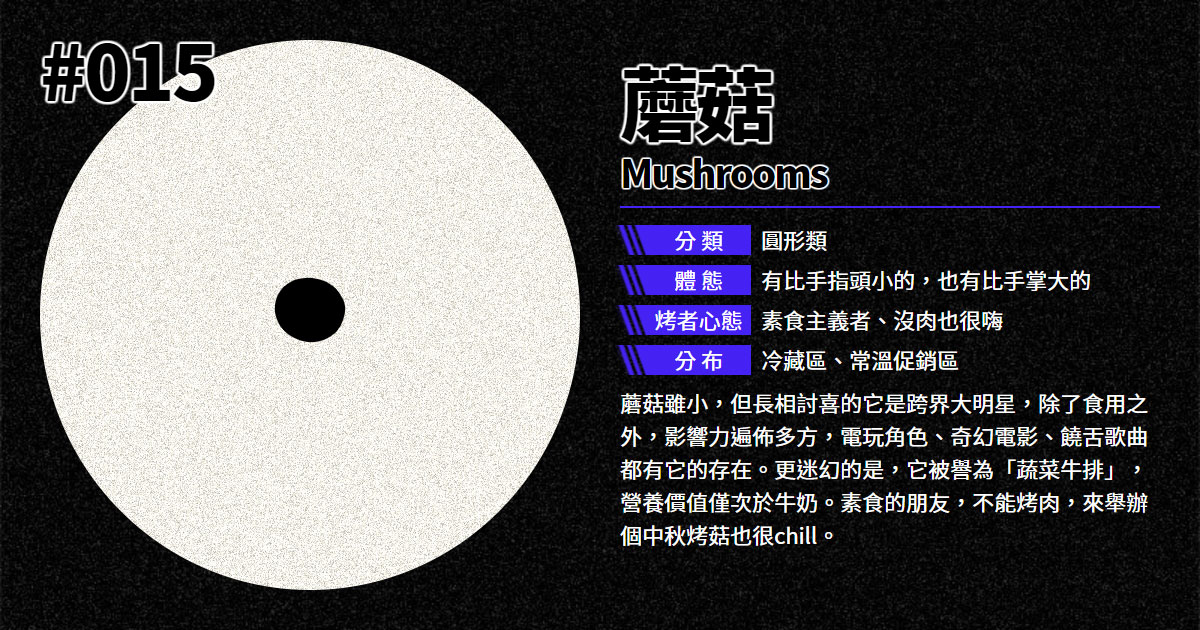 #015
蘑菇
Mushrooms
分類 圓形類
體態 有比手指頭小的，也有比手掌大的
烤者心態 素食主義者、沒肉也很嗨
分布 冷藏區、常溫促銷區
蘑菇雖小，但長相討喜的它是跨界大明星，除了食用之
外，影響力遍佈多方，電玩角色、奇幻電影、饒舌歌曲
都有它的存在。更迷幻的是，它被譽為「蔬菜牛排」，
營養價值僅次於牛奶。素食的朋友，不能烤肉，來舉辦
個中秋烤菇也很chill。